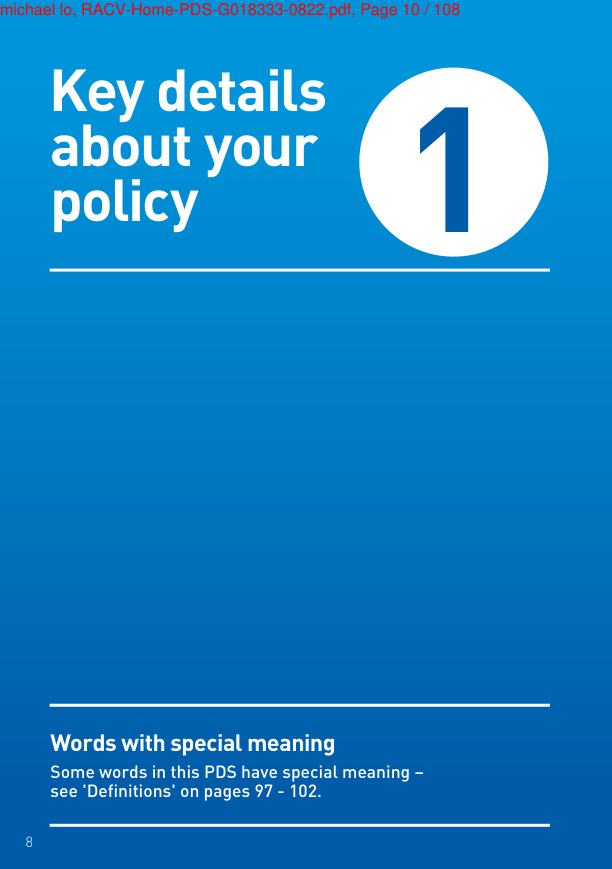 michael lo, RACV-Home-PDS-G018333-0822.pdf, Page 10 / 108
Key details
about your
policy
1
Words with special meaning
Some words in this PDS have special meaning –
see 'Definitions' on pages 97 - 102.
8